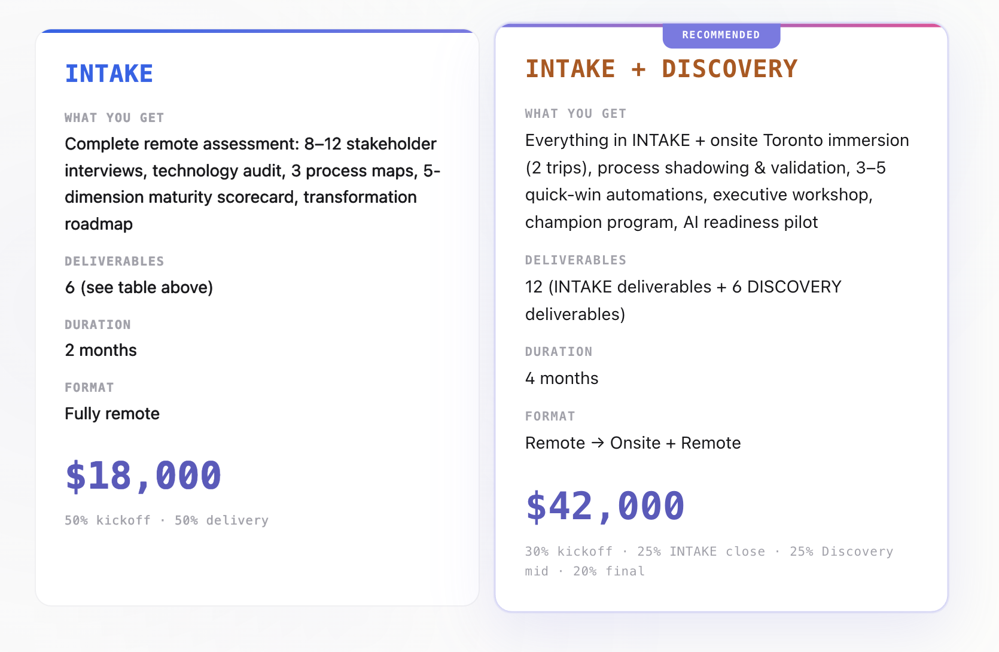 INTAKE
WHAT YOU GET
Complete remote assessment: 8–12 stakeholder
interviews, technology audit, 3 process maps, 5-
dimension maturity scorecard, transformation
roadmap
DELIVERABLES
6 (see table above)
DURATION
2 months
FORMAT
Fully remote
$18,000
50% kickoff · 50% delivery
RECOMMENDED
INTAKE + DISCOVERY
WHAT YOU GET
Everything in INTAKE + onsite Toronto immersion
(2 trips), process shadowing & validation, 3–5
quick-win automations, executive workshop,
champion program, AI readiness pilot
DELIVERABLES
12 (INTAKE deliverables + 6 DISCOVERY
deliverables)
DURATION
4 months
FORMAT
Remote → Onsite + Remote
$42,000
30% kickoff · 25% INTAKE close · 25% Discovery
mid · 20% final